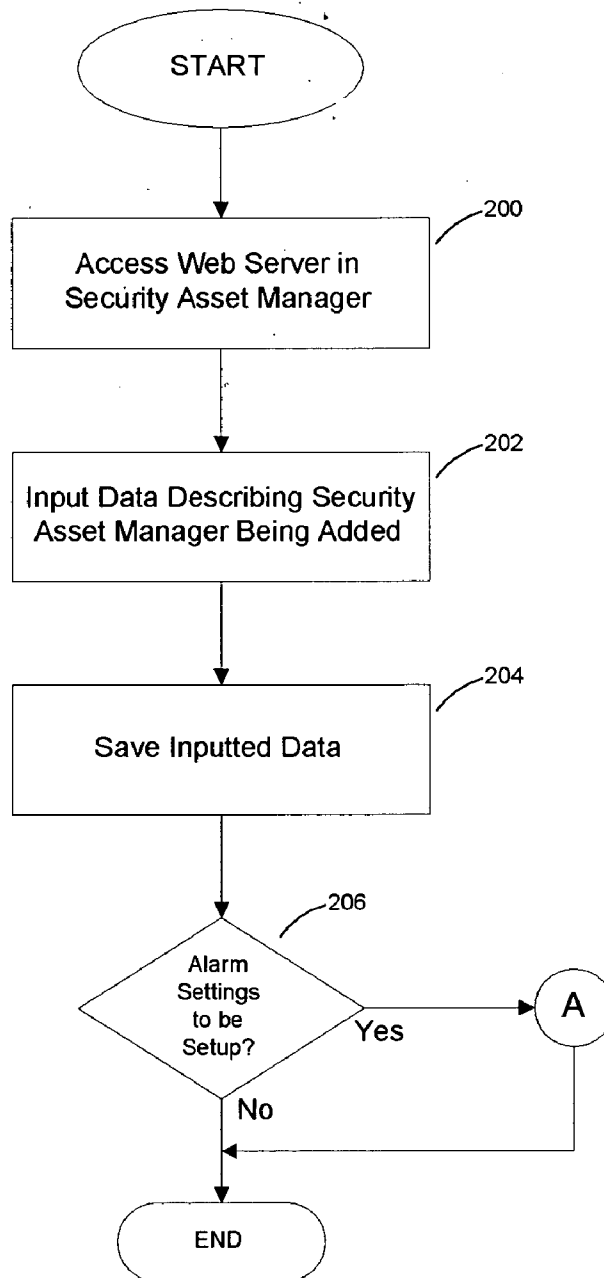 START
200
Access Web Server in
Security Asset Manager
202
Input Data Describing Security
Asset Manager Being Added
204
Save Inputted Data
206
Alarm
Settings
to be
Setup?
Yes
A
No
END